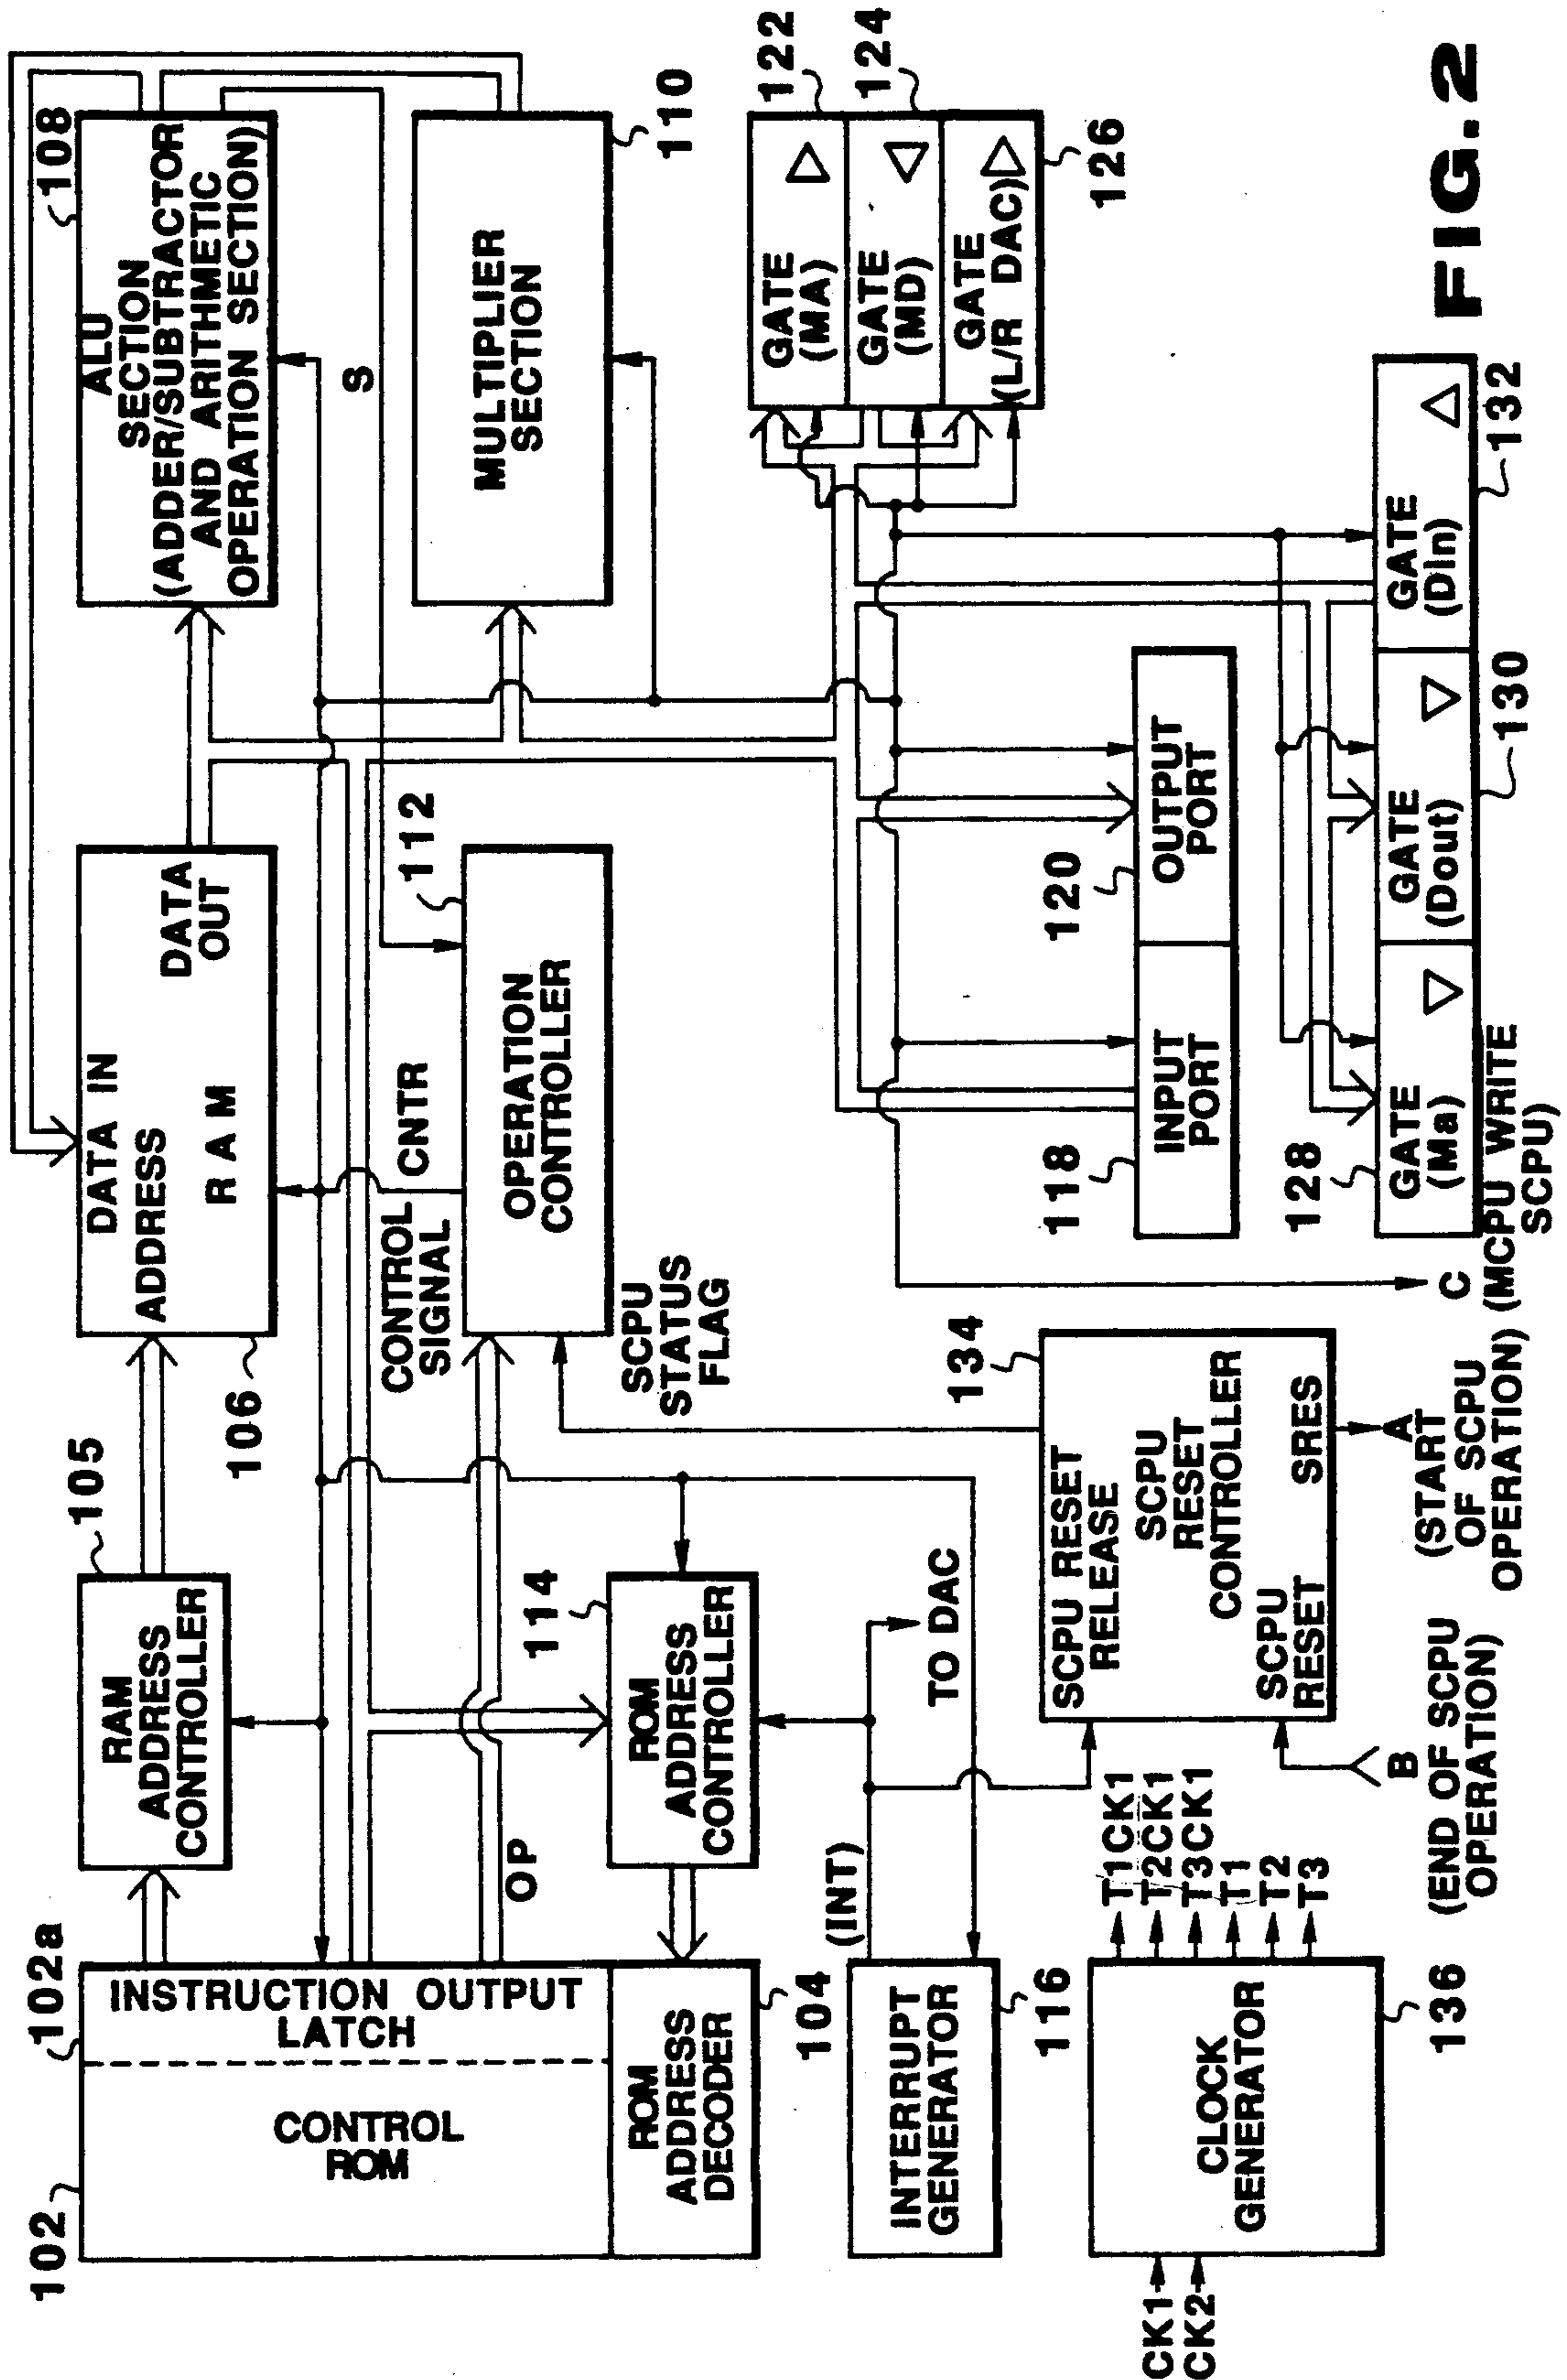 102
102a
CONTROL
ROM
INSTRUCTION OUTPUT
LATCH
ROM
ADDRESS
DECODER
104
105
RAM
ADDRESS
CONTROLLER
106
DATA IN
ADDRESS
RAM
DATA
OUT
108
ALU
SECTION
(ADDER/SUBTRACTOR
AND ARITHMETIC
OPERATION SECTION)
S
MULTIPLIER
SECTION
110
OP
CONTROL
SIGNAL
CNTR
112
OPERATION
CONTROLLER
SCPU
STATUS
FLAG
114
ROM
ADDRESS
CONTROLLER
(INT)
TO DAC
INTERRUPT
GENERATOR
116
118
INPUT
PORT
120
OUTPUT
PORT
GATE
(MA)
122
GATE
(MD)
124
GATE
(L/R DAC)
126
128
GATE
(Ma)
GATE
(Dout)
130
GATE
(Din)
132
134
SCPU RESET
RELEASE
SCPU
RESET
CONTROLLER
SCPU
RESET
SRES
CK1
CK2
CLOCK
GENERATOR
136
T1CK1
T2CK1
T3CK1
T1
T2
T3
B
(END OF SCPU
OPERATION)
A
(START
OF SCPU
OPERATION)
C
(MCPU WRITE
SCPU)
FIG.2